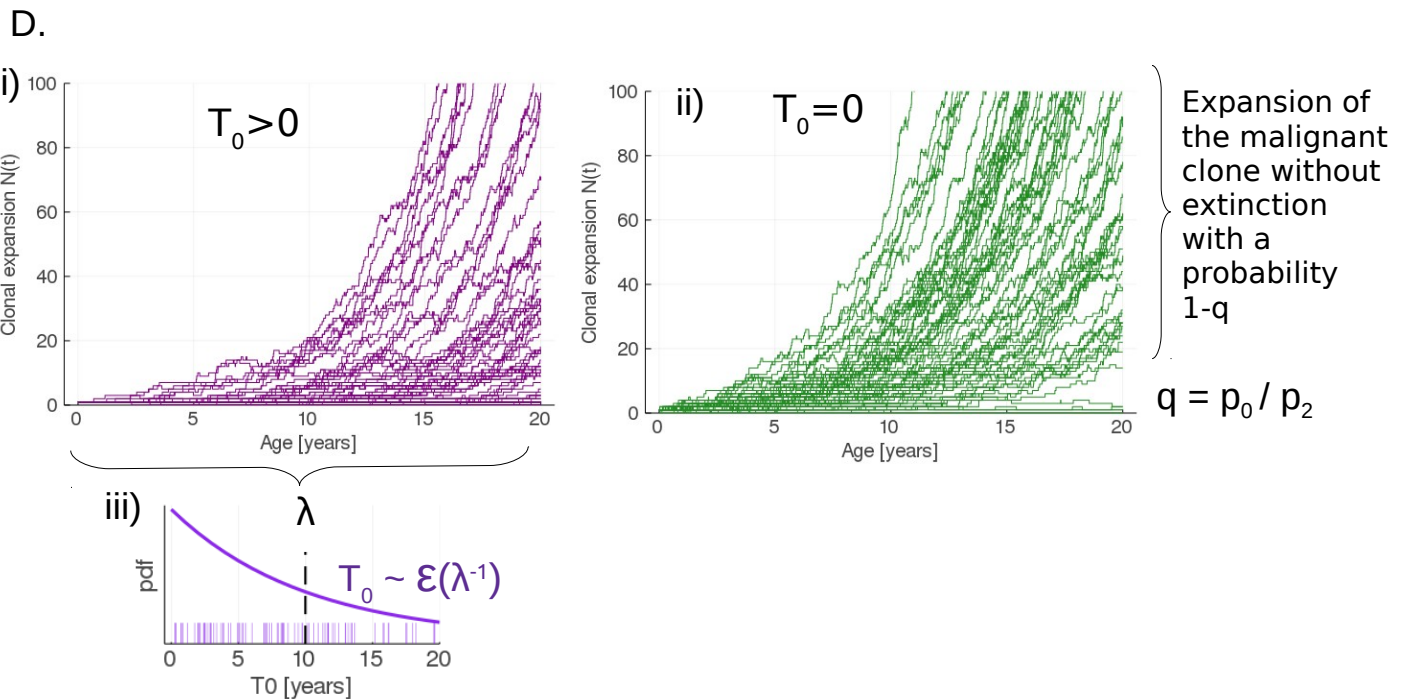 D.
i)
T₀>0
100
80
60
40
20
0
Clonal expansion N(t)
0 5 10 15 20
Age [years]
ii)
T₀=0
100
80
60
40
20
0
Clonal expansion N(t)
0 5 10 15 20
Age [years]
Expansion of
the malignant
clone without
extinction
with a
probability
1-q
q = p₀ / p₂
iii)
λ
T₀ ~ ℇ(λ⁻¹)
pdf
0 5 10 15 20
T0 [years]